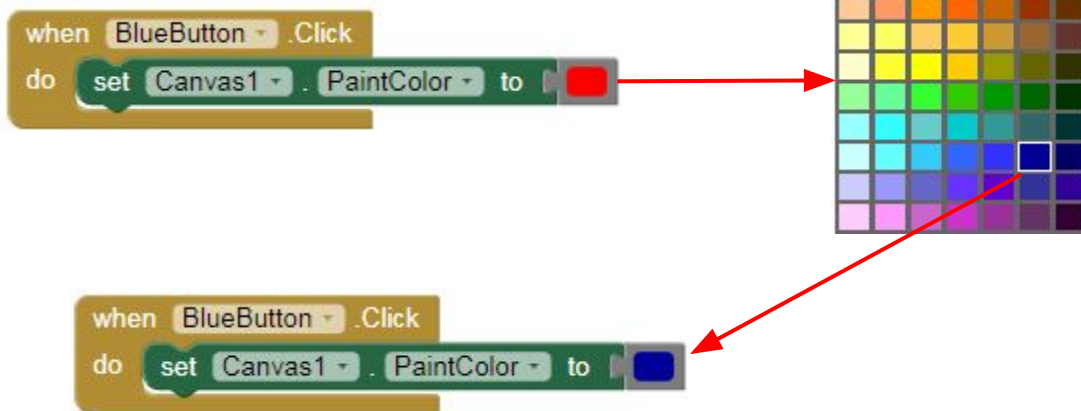 when BlueButton .Click
do set Canvas1 . PaintColor to
when BlueButton .Click
do set Canvas1 . PaintColor to